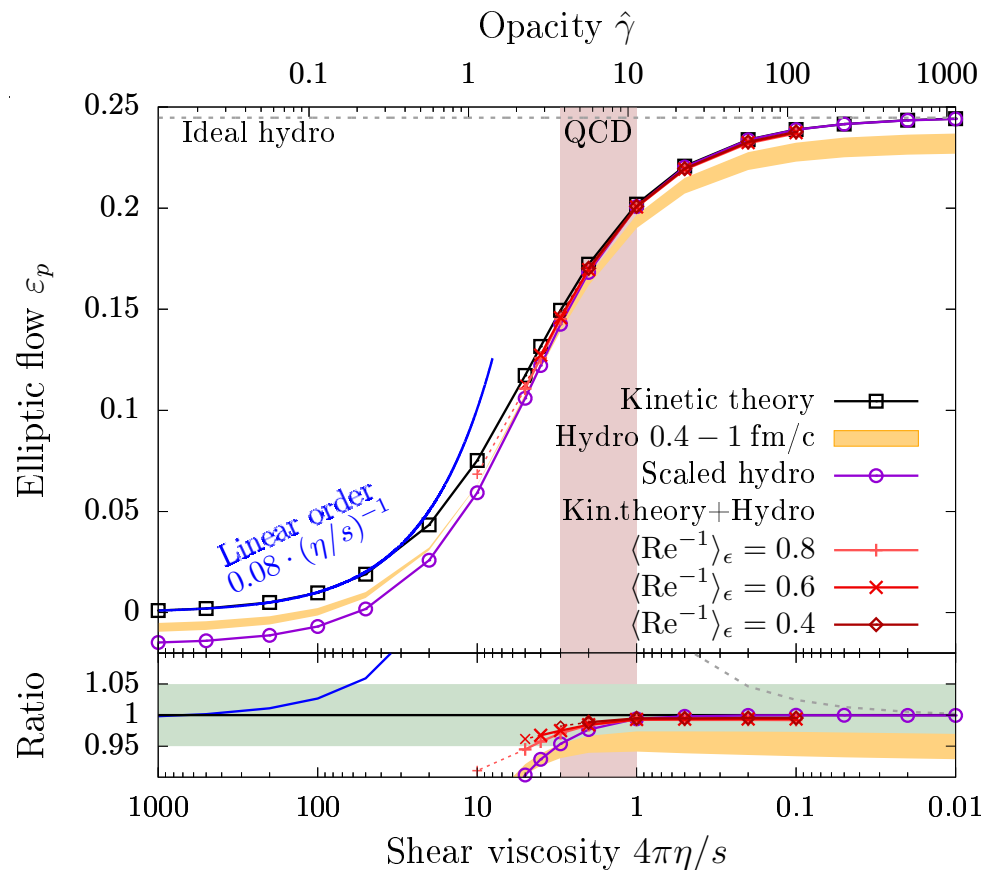 Opacity γ̂
0.1 1 10 100 1000
0.25
0.2
0.15
0.1
0.05
0
Elliptic flow εₚ
Ideal hydro
QCD
Linear order
0.08 · (η/s)⁻¹
Kinetic theory
Hydro 0.4 − 1 fm/c
Scaled hydro
Kin.theory+Hydro
⟨Re⁻¹⟩_ϵ = 0.8
⟨Re⁻¹⟩_ϵ = 0.6
⟨Re⁻¹⟩_ϵ = 0.4
1.05
1
0.95
Ratio
1000 100 10 1 0.1 0.01
Shear viscosity 4πη/s